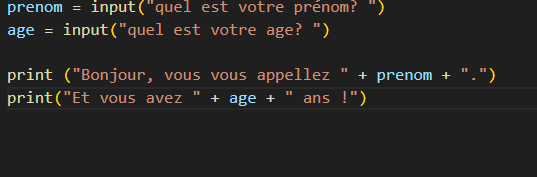 prenom = input("quel est votre prénom? ")
age = input("quel est votre age? ")
print ("Bonjour, vous vous appellez " + prenom + ".")
print("Et vous avez " + age + " ans !")